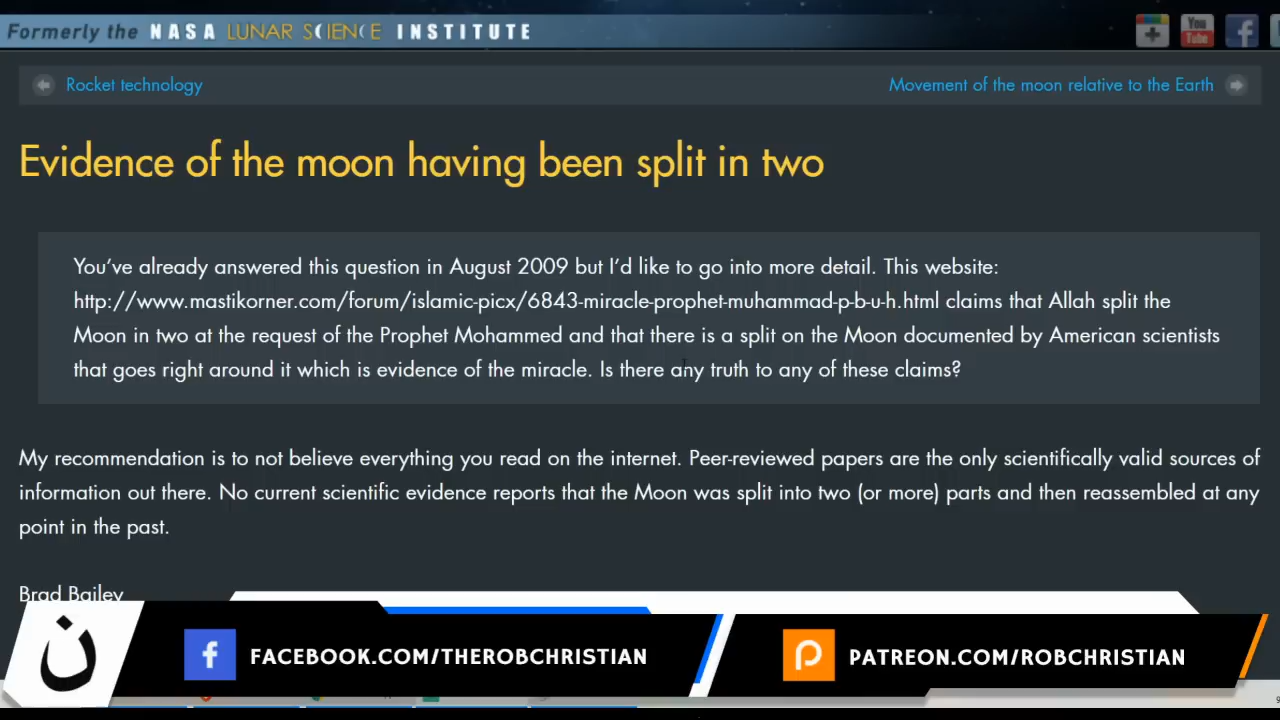 Formerly the NASA LUNAR SCIENCE INSTITUTE
You Tube
Rocket technology
Movement of the moon relative to the Earth
Evidence of the moon having been split in two
You've already answered this question in August 2009 but I'd like to go into more detail. This website:
http://www.mastikorner.com/forum/islamic-picx/6843-miracle-prophet-muhammad-p-b-u-h.html claims that Allah split the
Moon in two at the request of the Prophet Mohammed and that there is a split on the Moon documented by American scientists
that goes right around it which is evidence of the miracle. Is there any truth to any of these claims?
My recommendation is to not believe everything you read on the internet. Peer-reviewed papers are the only scientifically valid sources of
information out there. No current scientific evidence reports that the Moon was split into two (or more) parts and then reassembled at any
point in the past.
Brad Bailey
ن
FACEBOOK.COM/THEROBCHRISTIAN
PATREON.COM/ROBCHRISTIAN